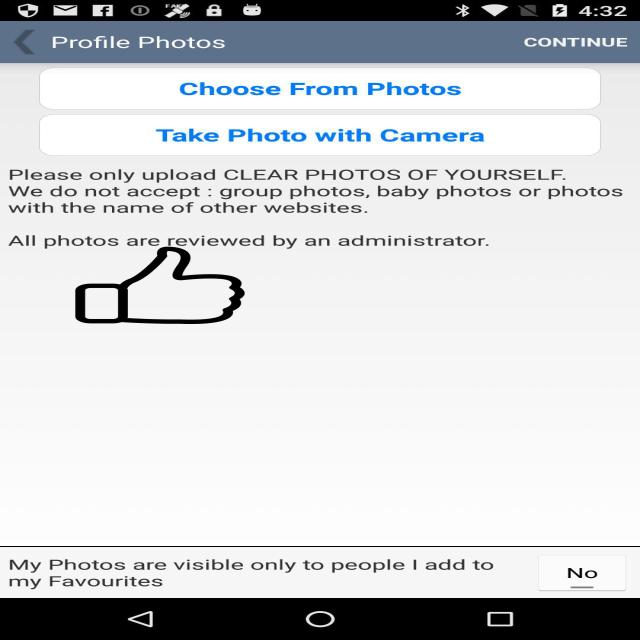 4:32
Profile Photos
CONTINUE
Choose From Photos
Take Photo with Camera
Please only upload CLEAR PHOTOS OF YOURSELF.
We do not accept : group photos, baby photos or photos
with the name of other websites.
All photos are reviewed by an administrator.
My Photos are visible only to people I add to
my Favourites
No